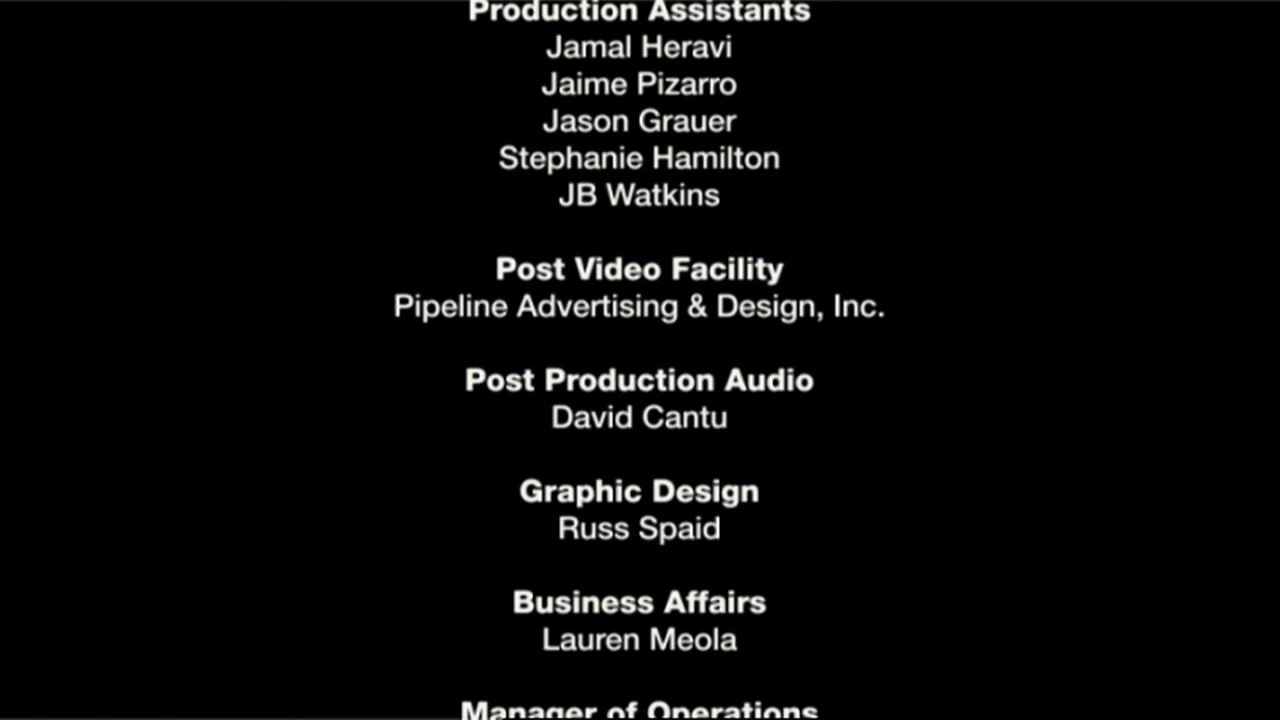 Production Assistants
Jamal Heravi
Jaime Pizarro
Jason Grauer
Stephanie Hamilton
JB Watkins
Post Video Facility
Pipeline Advertising & Design, Inc.
Post Production Audio
David Cantu
Graphic Design
Russ Spaid
Business Affairs
Lauren Meola
Manager of Operations